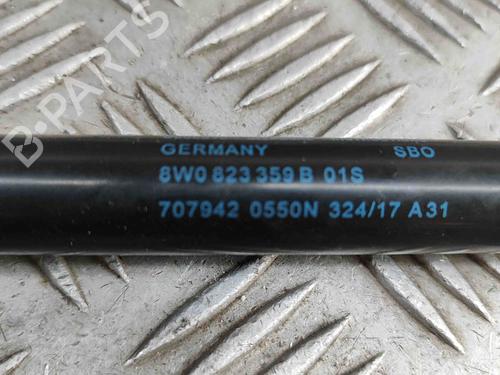 B-PARTS
GERMANY SBO
8W0 823 359 B 01S
707942 0550N 324/17 A31